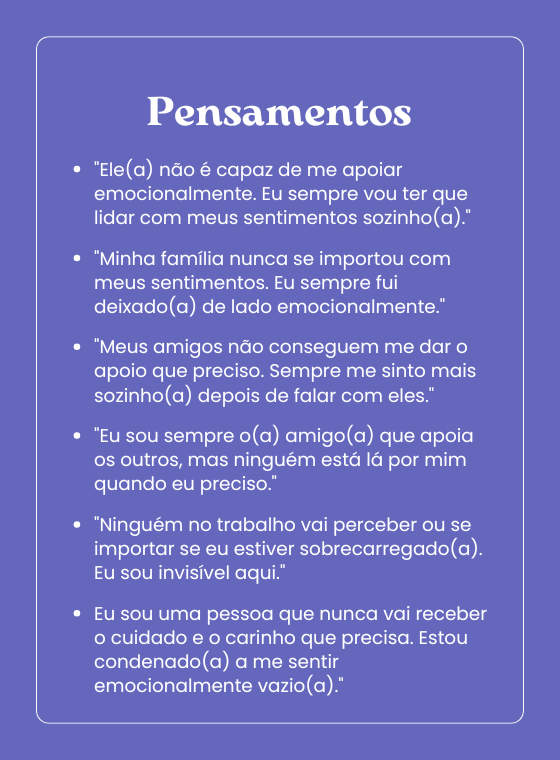 Pensamentos
• "Ele(a) não é capaz de me apoiar
emocionalmente. Eu sempre vou ter que
lidar com meus sentimentos sozinho(a)."
• "Minha família nunca se importou com
meus sentimentos. Eu sempre fui
deixado(a) de lado emocionalmente."
• "Meus amigos não conseguem me dar o
apoio que preciso. Sempre me sinto mais
sozinho(a) depois de falar com eles."
• "Eu sou sempre o(a) amigo(a) que apoia
os outros, mas ninguém está lá por mim
quando eu preciso."
• "Ninguém no trabalho vai perceber ou se
importar se eu estiver sobrecarregado(a).
Eu sou invisível aqui."
• Eu sou uma pessoa que nunca vai receber
o cuidado e o carinho que precisa. Estou
condenado(a) a me sentir
emocionalmente vazio(a)."